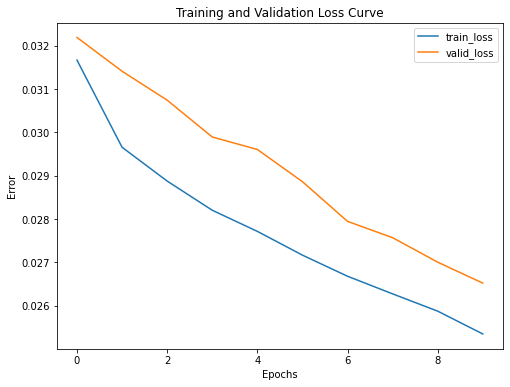 Training and Validation Loss Curve
train_loss
valid_loss
Error
0.032
0.031
0.030
0.029
0.028
0.027
0.026
0 2 4 6 8
Epochs